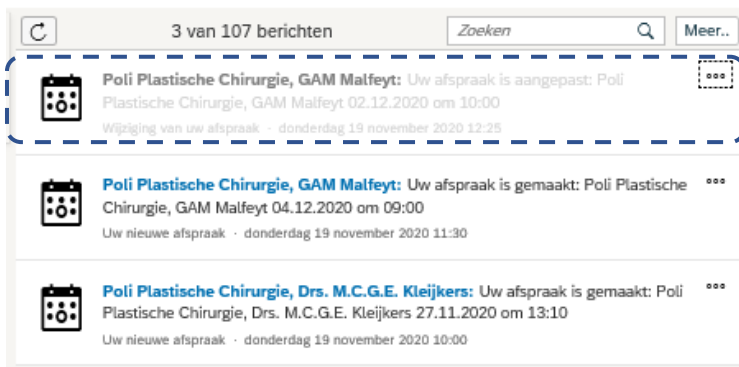 3 van 107 berichten
Zoeken
Meer..
Poli Plastische Chirurgie, GAM Malfeyt: Uw afspraak is aangepast: Poli
Plastische Chirurgie, GAM Malfeyt 02.12.2020 om 10:00
Wijziging van uw afspraak · donderdag 19 november 2020 12:25
Poli Plastische Chirurgie, GAM Malfeyt: Uw afspraak is gemaakt: Poli Plastische
Chirurgie, GAM Malfeyt 04.12.2020 om 09:00
Uw nieuwe afspraak · donderdag 19 november 2020 11:30
Poli Plastische Chirurgie, Drs. M.C.G.E. Kleijkers: Uw afspraak is gemaakt: Poli
Plastische Chirurgie, Drs. M.C.G.E. Kleijkers 27.11.2020 om 13:10
Uw nieuwe afspraak · donderdag 19 november 2020 10:00